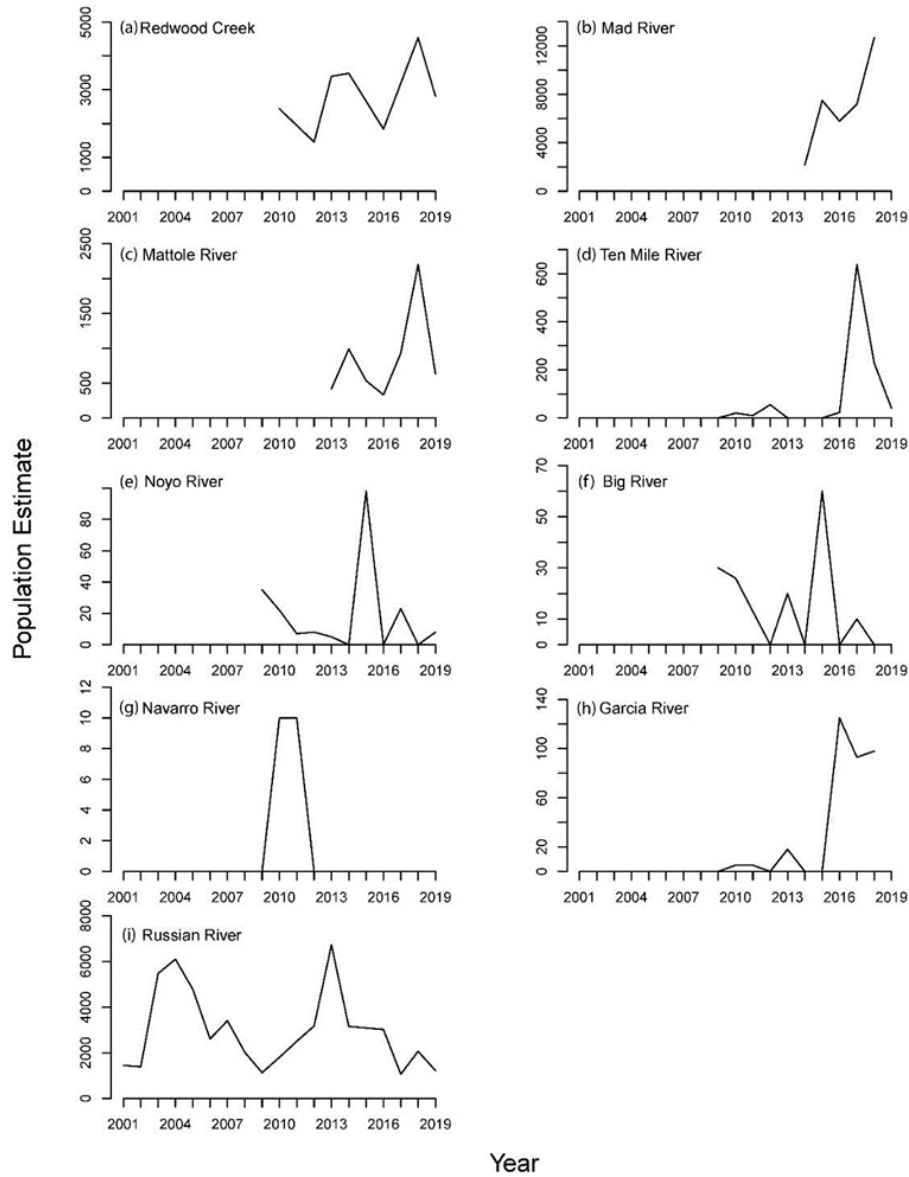 Population Estimate
(a) Redwood Creek
5000
3000
1000
0
2001 2004 2007 2010 2013 2016 2019
(b) Mad River
12000
8000
4000
0
2001 2004 2007 2010 2013 2016 2019
(c) Mattole River
2500
1500
500
0
2001 2004 2007 2010 2013 2016 2019
(d) Ten Mile River
600
400
200
0
2001 2004 2007 2010 2013 2016 2019
(e) Noyo River
80
60
40
20
0
2001 2004 2007 2010 2013 2016 2019
(f) Big River
70
50
30
10
0
2001 2004 2007 2010 2013 2016 2019
(g) Navarro River
12
10
8
6
4
2
0
2001 2004 2007 2010 2013 2016 2019
(h) Garcia River
140
100
60
20
0
2001 2004 2007 2010 2013 2016 2019
(i) Russian River
8000
6000
4000
2000
0
2001 2004 2007 2010 2013 2016 2019
Year